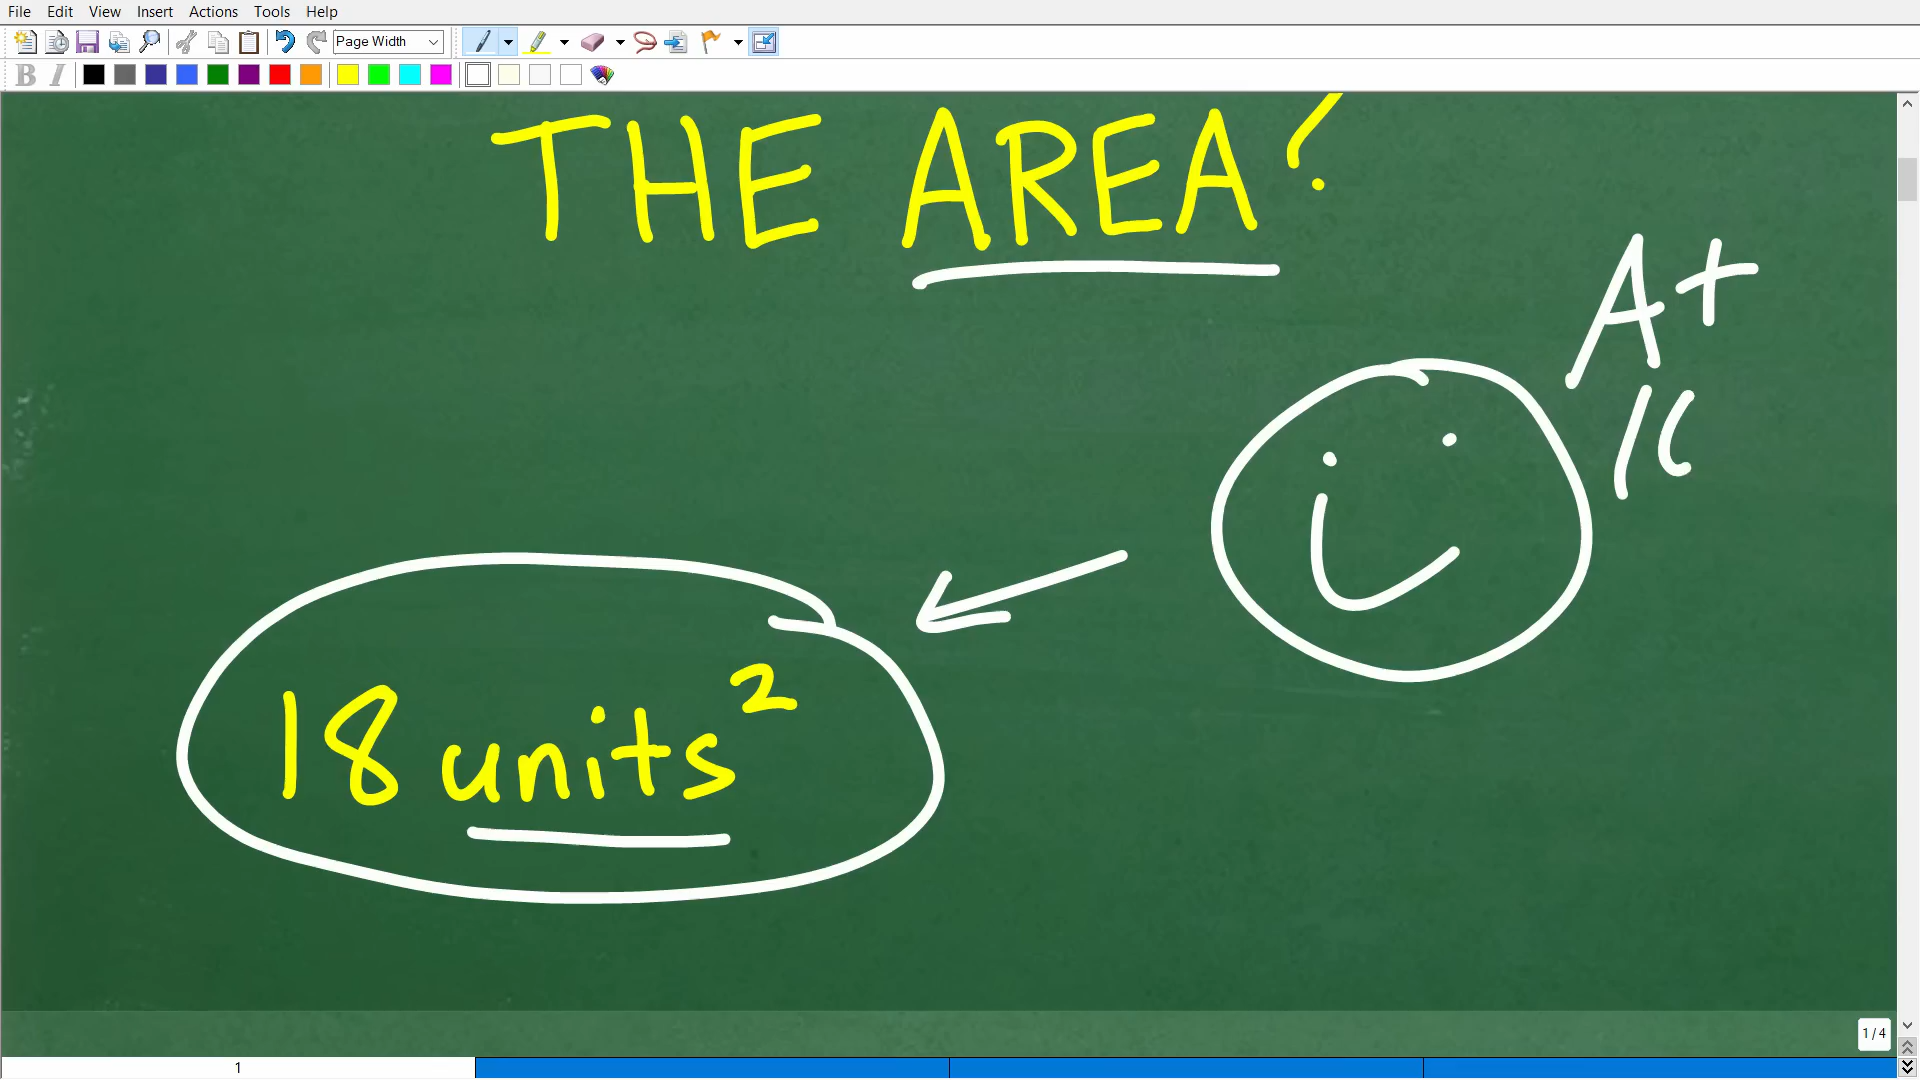 File Edit View Insert Actions Tools Help
Page Width
B I
THE AREA?
A+
18 units²
1 / 4
1